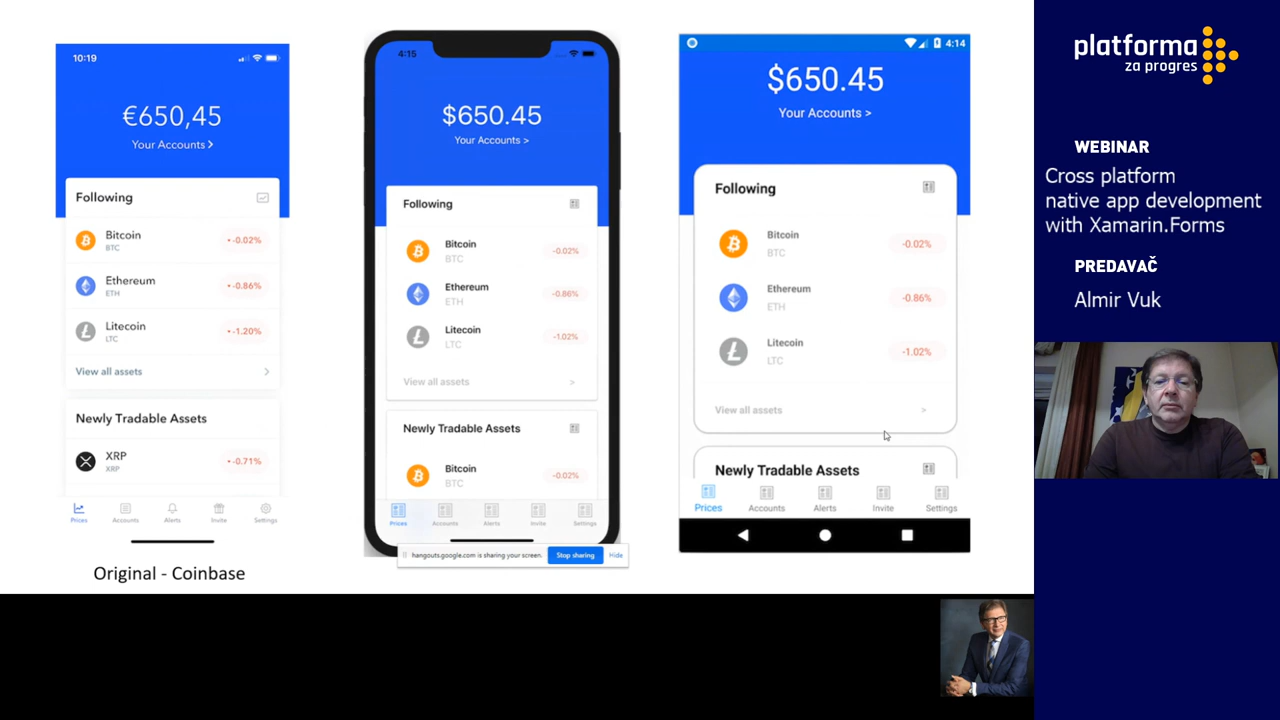 10:19
€650,45
Your Accounts >
Following
Bitcoin
BTC
-0.02%
Ethereum
ETH
-0.86%
Litecoin
LTC
-1.20%
View all assets >
Newly Tradable Assets
XRP
XRP
-0.71%
Prices Accounts Alerts Invite Settings
Original - Coinbase
4:15
$650.45
Your Accounts >
Following
Bitcoin
BTC
-0.02%
Ethereum
ETH
-0.86%
Litecoin
LTC
-1.02%
View all assets >
Newly Tradable Assets
Bitcoin
-0.02%
Prices Accounts Alerts Invite Settings
hangouts.google.com is sharing your screen. Stop sharing Hide
4:14
$650.45
Your Accounts >
Following
Bitcoin
BTC
-0.02%
Ethereum
ETH
-0.86%
Litecoin
LTC
-1.02%
View all assets >
Newly Tradable Assets
Prices Accounts Alerts Invite Settings
platforma
za progres
WEBINAR
Cross platform
native app development
with Xamarin.Forms
PREDAVAČ
Almir Vuk